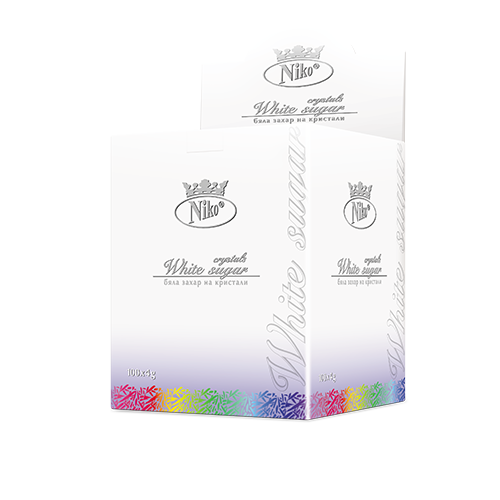 Niko®
crystals
White sugar
бяла захар на кристали
Niko®
crystals
White sugar
бяла захар на кристали
100x4g
White sugar
Niko®
crystals
White sugar
бяла захар на кристали